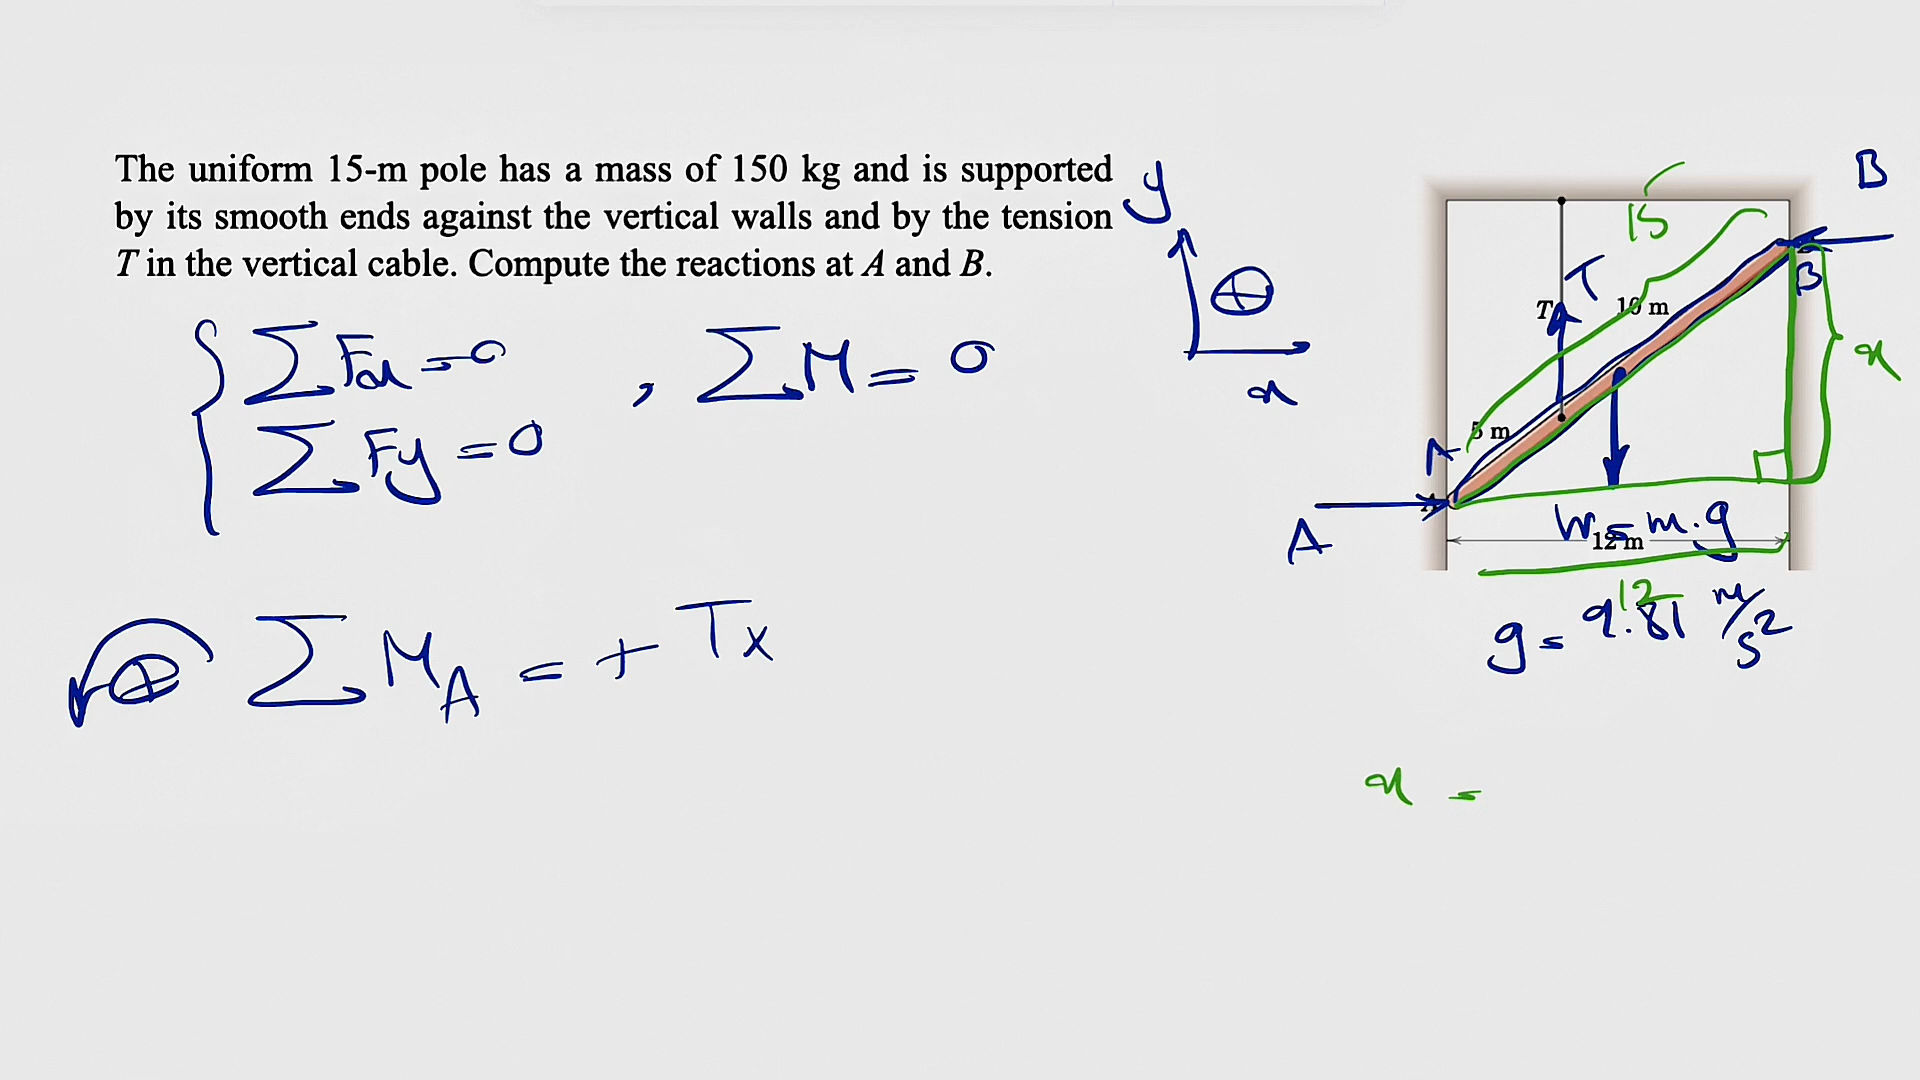 The uniform 15-m pole has a mass of 150 kg and is supported
by its smooth ends against the vertical walls and by the tension
T in the vertical cable. Compute the reactions at A and B.
{ ΣFx = 0 , ΣM = 0
ΣFy = 0
⊕ ΣM_A = + T x
y
⊕
x
B
15
T
T
10 m
B
x
5 m
A
A
A
W = m.g
12 m
12
g = 9.81 m/s²
x =